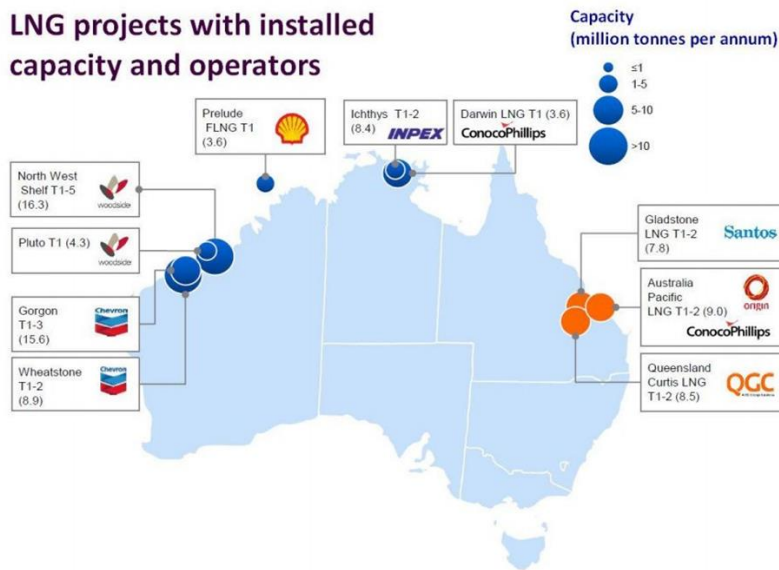 LNG projects with installed
capacity and operators
Capacity
(million tonnes per annum)
≤1
1-5
5-10
>10
Prelude
FLNG T1
(3.6)
Ichthys T1-2
(8.4)
INPEX
Darwin LNG T1 (3.6)
ConocoPhillips
North West
Shelf T1-5
(16.3)
woodside
Pluto T1 (4.3)
woodside
Gorgon
T1-3
(15.6)
Chevron
Wheatstone
T1-2
(8.9)
Chevron
Gladstone
LNG T1-2
(7.8)
Santos
Australia
Pacific
LNG T1-2 (9.0)
origin
ConocoPhillips
Queensland
Curtis LNG
T1-2 (8.5)
QGC